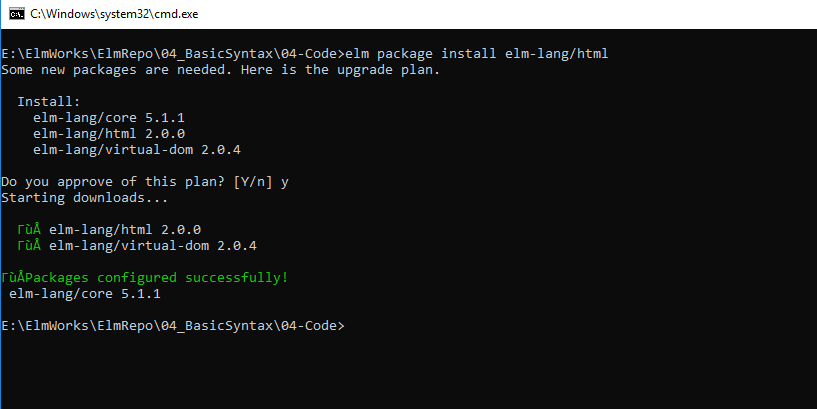 C:\Windows\system32\cmd.exe
E:\ElmWorks\ElmRepo\04_BasicSyntax\04-Code>elm package install elm-lang/html
Some new packages are needed. Here is the upgrade plan.
Install:
elm-lang/core 5.1.1
elm-lang/html 2.0.0
elm-lang/virtual-dom 2.0.4
Do you approve of this plan? [Y/n] y
Starting downloads...
ΓùÅ elm-lang/html 2.0.0
ΓùÅ elm-lang/virtual-dom 2.0.4
ΓùÅPackages configured successfully!
elm-lang/core 5.1.1
E:\ElmWorks\ElmRepo\04_BasicSyntax\04-Code>